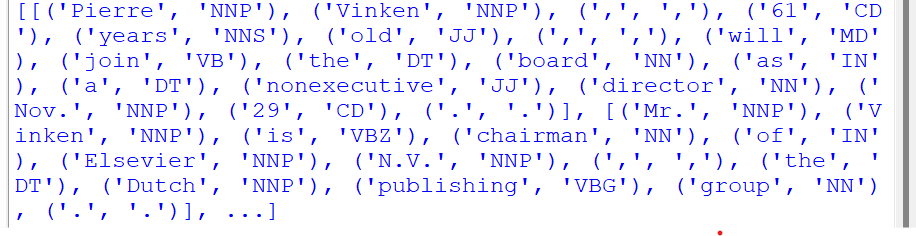 [[('Pierre', 'NNP'), ('Vinken', 'NNP'), (',', ','), ('61', 'CD
'), ('years', 'NNS'), ('old', 'JJ'), (',', ','), ('will', 'MD'
), ('join', 'VB'), ('the', 'DT'), ('board', 'NN'), ('as', 'IN'
), ('a', 'DT'), ('nonexecutive', 'JJ'), ('director', 'NN'), ('
Nov.', 'NNP'), ('29', 'CD'), ('.', '.')], [('Mr.', 'NNP'), ('V
inken', 'NNP'), ('is', 'VBZ'), ('chairman', 'NN'), ('of', 'IN'
), ('Elsevier', 'NNP'), ('N.V.', 'NNP'), (',', ','), ('the', '
DT'), ('Dutch', 'NNP'), ('publishing', 'VBG'), ('group', 'NN')
, ('.', '.')], ...]